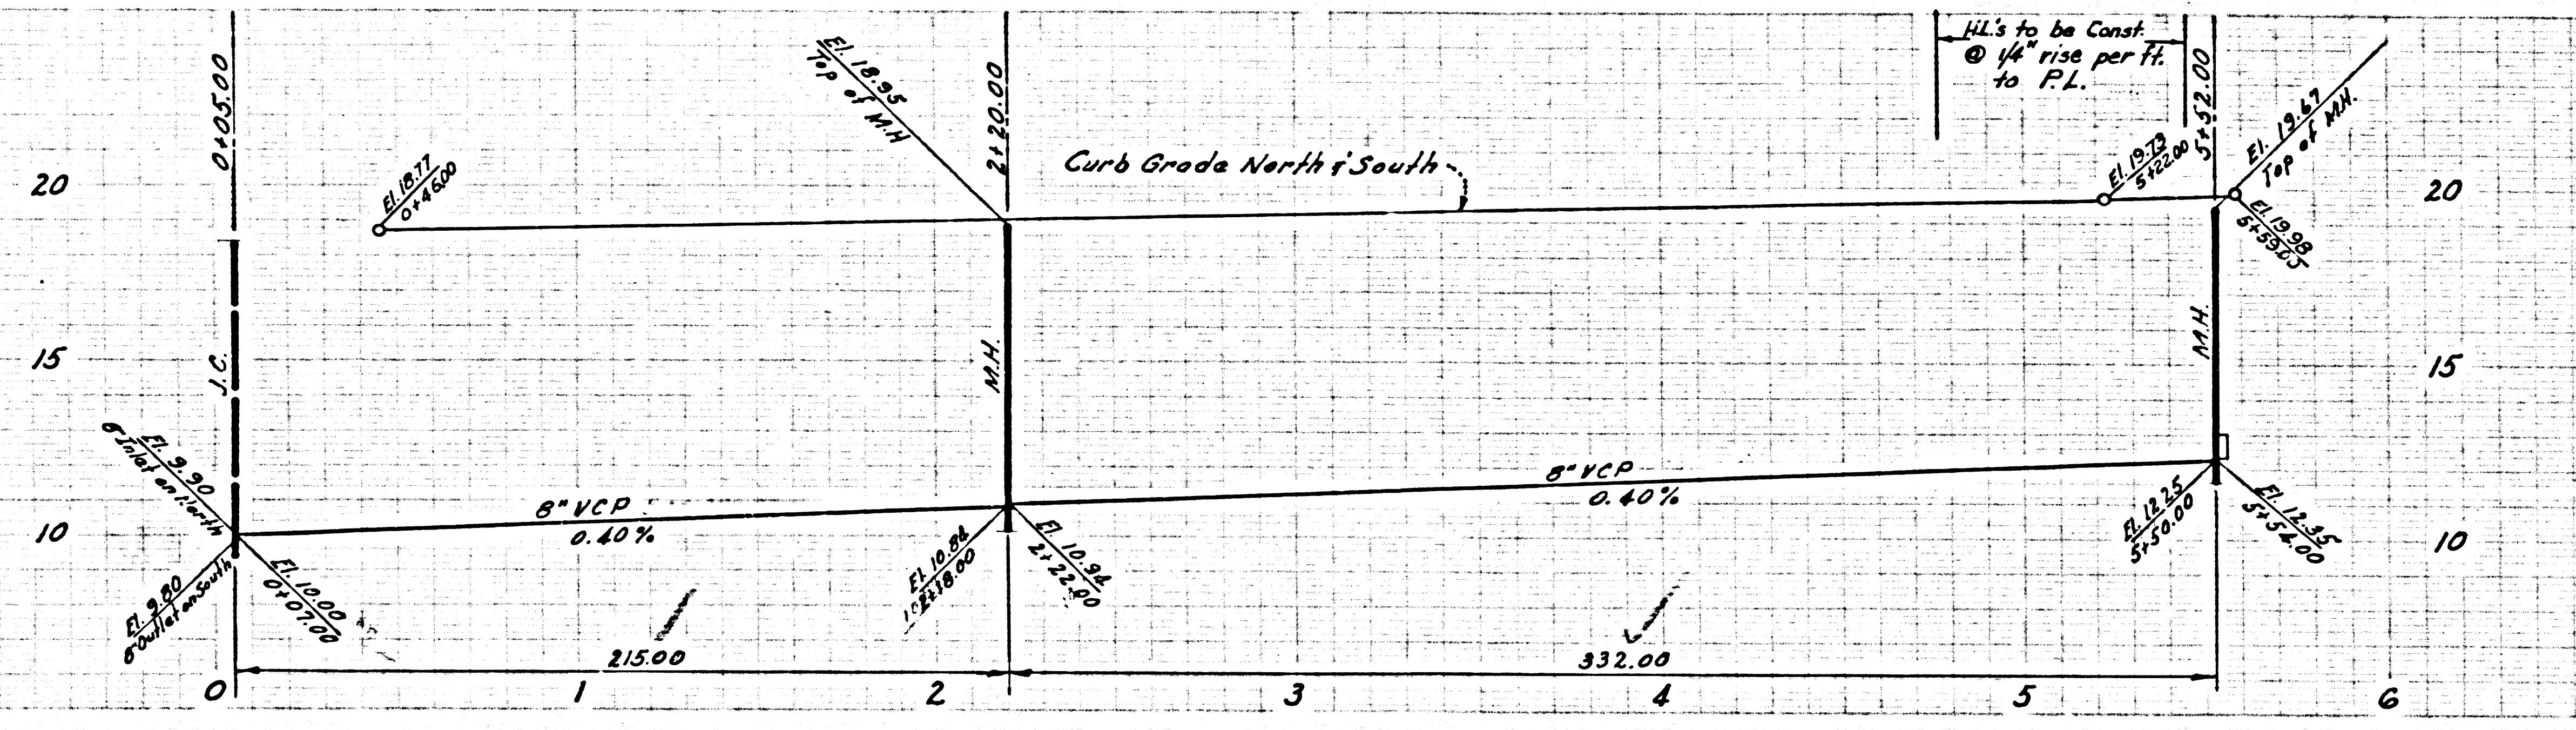 0+05.00
El. 18.95
Top of M.H
2+20.00
H.L.'s to be Const.
@ 1/4" rise per ft.
to P.L.
5+52.00
El. 19.67
Top of M.H.
20
El. 18.77
0+46.00
Curb Grade North & South
El. 19.73
5+22.00
20
El. 19.98
5+59.05
15
J.C.
M.H.
M.H.
15
El. 9.90
Inlet on North
10
8" VCP
0.40%
8" VCP
0.40%
10
El. 9.80
Outlet on South
El. 10.00
0+07.00
El. 10.86
2+18.00
El. 10.94
2+22.00
El. 12.25
5+50.00
El. 12.35
5+54.00
215.00
332.00
0
1
2
3
4
5
6